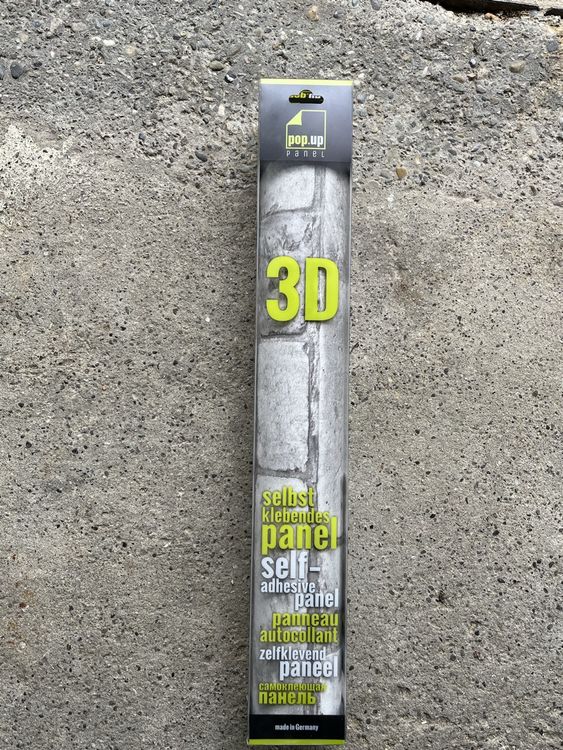 pop.up
PANEL
3D
selbst
klebendes
panel
self-
adhesive
panel
panneau
autocollant
zelfklevend
paneel
самоклеющая
панель
made in Germany